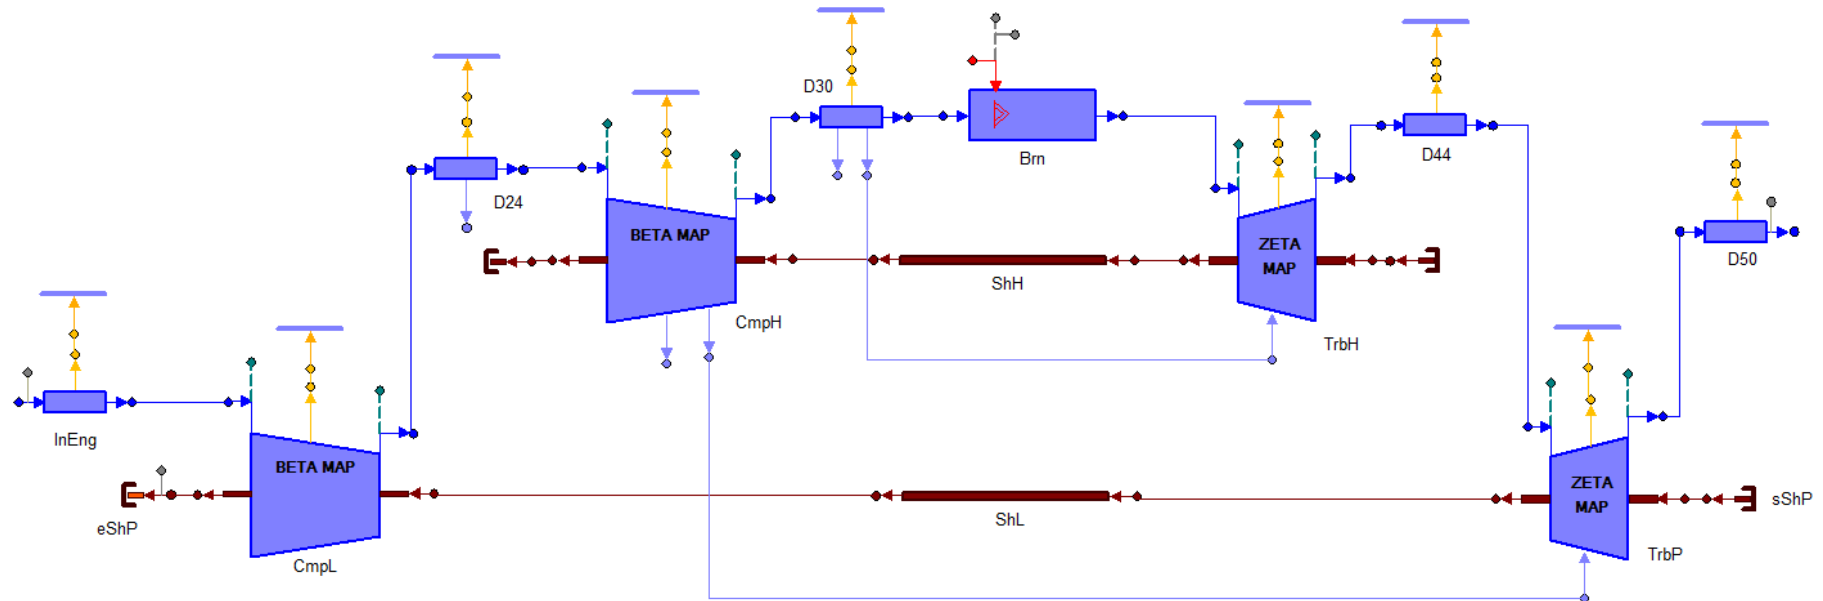 D30
D24
Brn
D44
D50
BETA MAP
ZETA
MAP
ShH
CmpH
TrbH
InEng
BETA MAP
ZETA
MAP
eShP
ShL
sShP
CmpL
TrbP